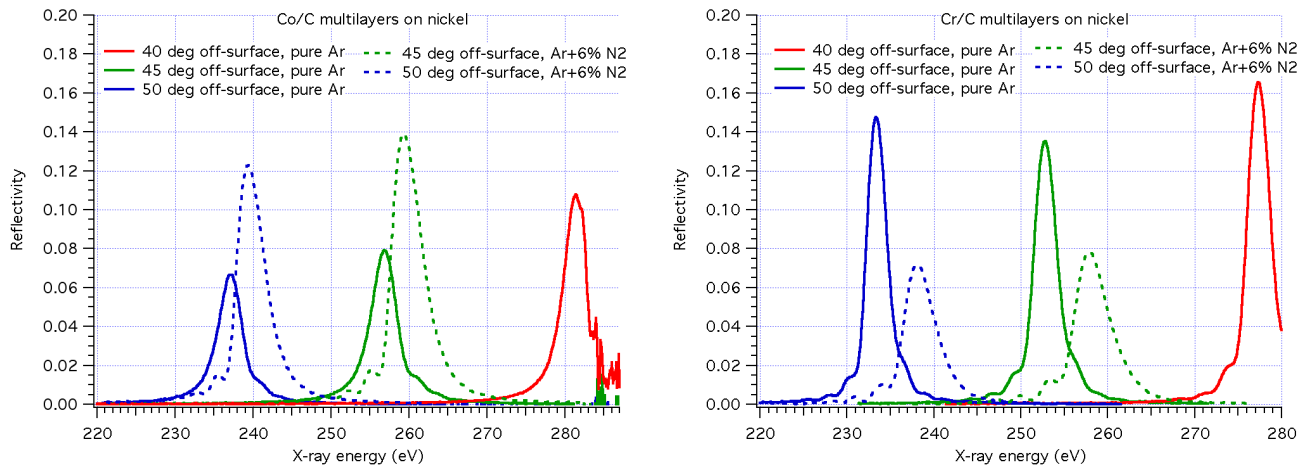 Co/C multilayers on nickel
40 deg off-surface, pure Ar
45 deg off-surface, pure Ar
50 deg off-surface, pure Ar
45 deg off-surface, Ar+6% N2
50 deg off-surface, Ar+6% N2
Reflectivity
0.20
0.18
0.16
0.14
0.12
0.10
0.08
0.06
0.04
0.02
0.00
220 230 240 250 260 270 280
X-ray energy (eV)
Cr/C multilayers on nickel
40 deg off-surface, pure Ar
45 deg off-surface, pure Ar
50 deg off-surface, pure Ar
45 deg off-surface, Ar+6% N2
50 deg off-surface, Ar+6% N2
Reflectivity
0.20
0.18
0.16
0.14
0.12
0.10
0.08
0.06
0.04
0.02
0.00
220 230 240 250 260 270 280
X-ray energy (eV)